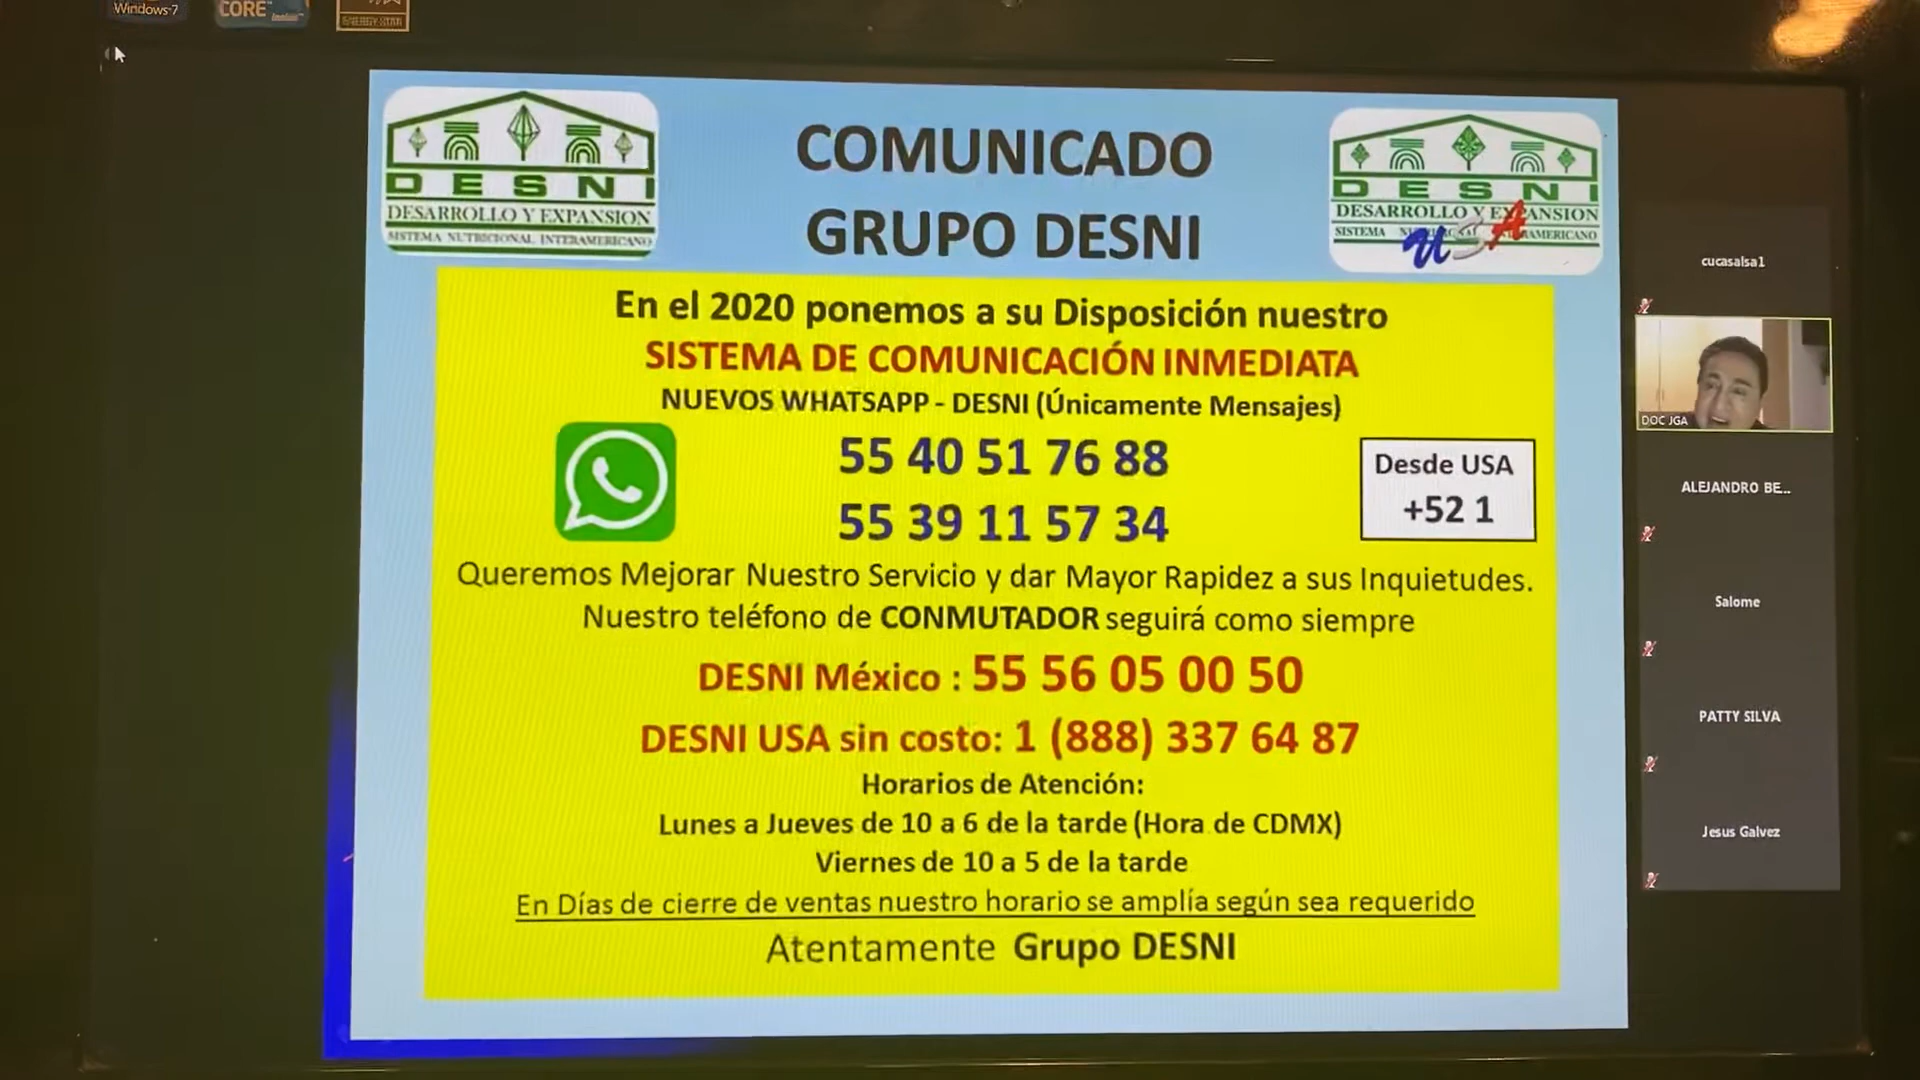 Windows 7
CORE
ENERGY STAR
DESNI
DESARROLLO Y EXPANSION
SISTEMA NUTRICIONAL INTERAMERICANO
COMUNICADO
GRUPO DESNI
DESNI
DESARROLLO Y EXPANSION
SISTEMA INTERAMERICANO
USA
En el 2020 ponemos a su Disposición nuestro
SISTEMA DE COMUNICACIÓN INMEDIATA
NUEVOS WHATSAPP - DESNI (Únicamente Mensajes)
55 40 51 76 88
55 39 11 57 34
Desde USA
+52 1
Queremos Mejorar Nuestro Servicio y dar Mayor Rapidez a sus Inquietudes.
Nuestro teléfono de CONMUTADOR seguirá como siempre
DESNI México : 55 56 05 00 50
DESNI USA sin costo: 1 (888) 337 64 87
Horarios de Atención:
Lunes a Jueves de 10 a 6 de la tarde (Hora de CDMX)
Viernes de 10 a 5 de la tarde
En Días de cierre de ventas nuestro horario se amplía según sea requerido
Atentamente Grupo DESNI
cucasalsa1
DOC JGA
ALEJANDRO BE...
Salome
PATTY SILVA
Jesus Galvez